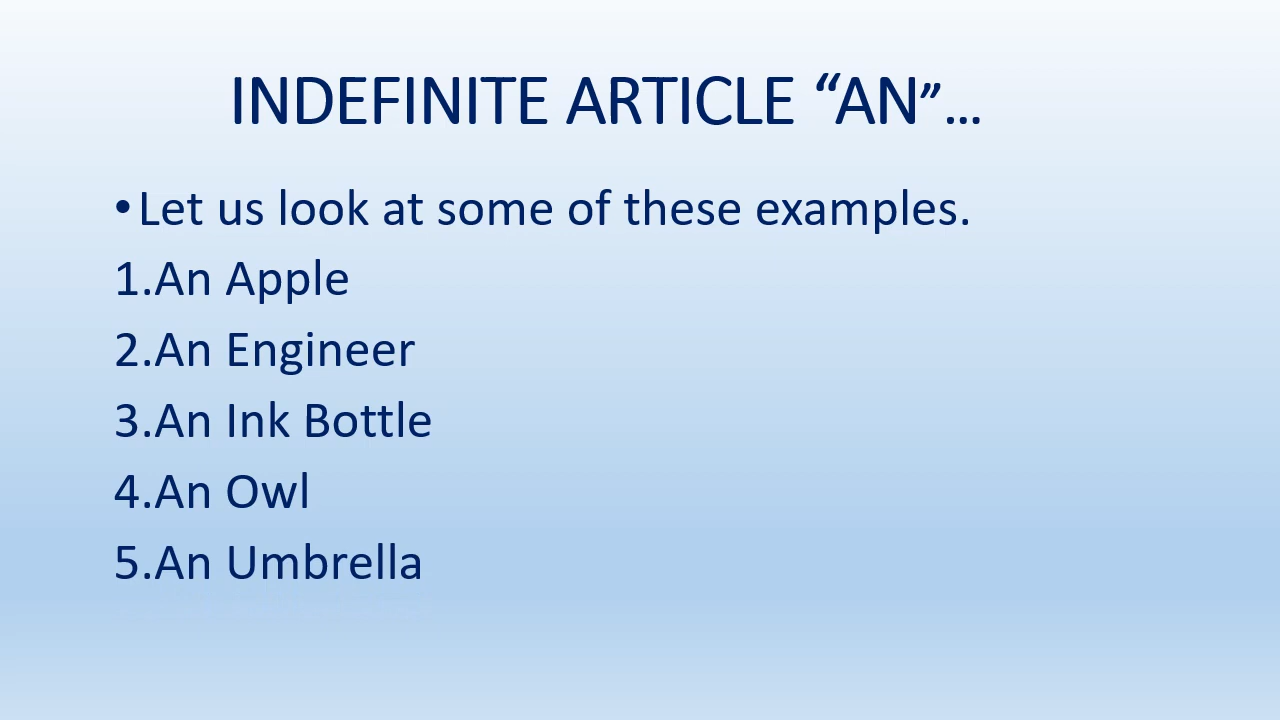 INDEFINITE ARTICLE “AN”...
•Let us look at some of these examples.
1.An Apple
2.An Engineer
3.An Ink Bottle
4.An Owl
5.An Umbrella